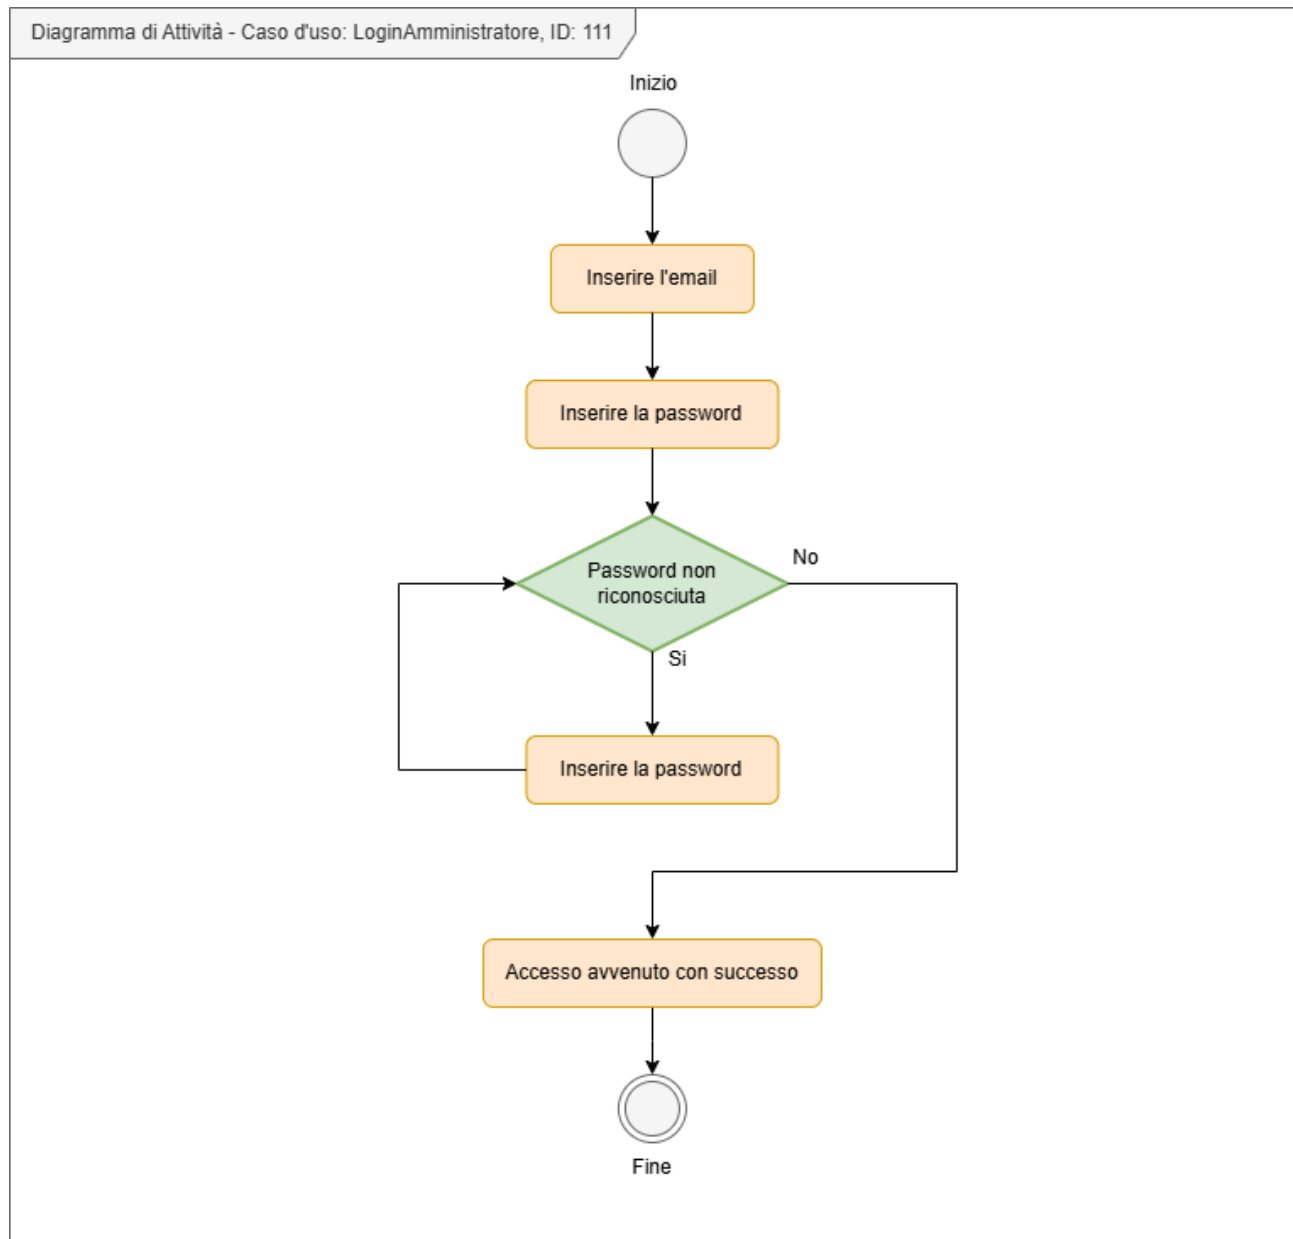 Diagramma di Attività - Caso d'uso: LoginAmministratore, ID: 111
Inizio
Inserire l'email
Inserire la password
Password non
riconosciuta
No
Si
Inserire la password
Accesso avvenuto con successo
Fine